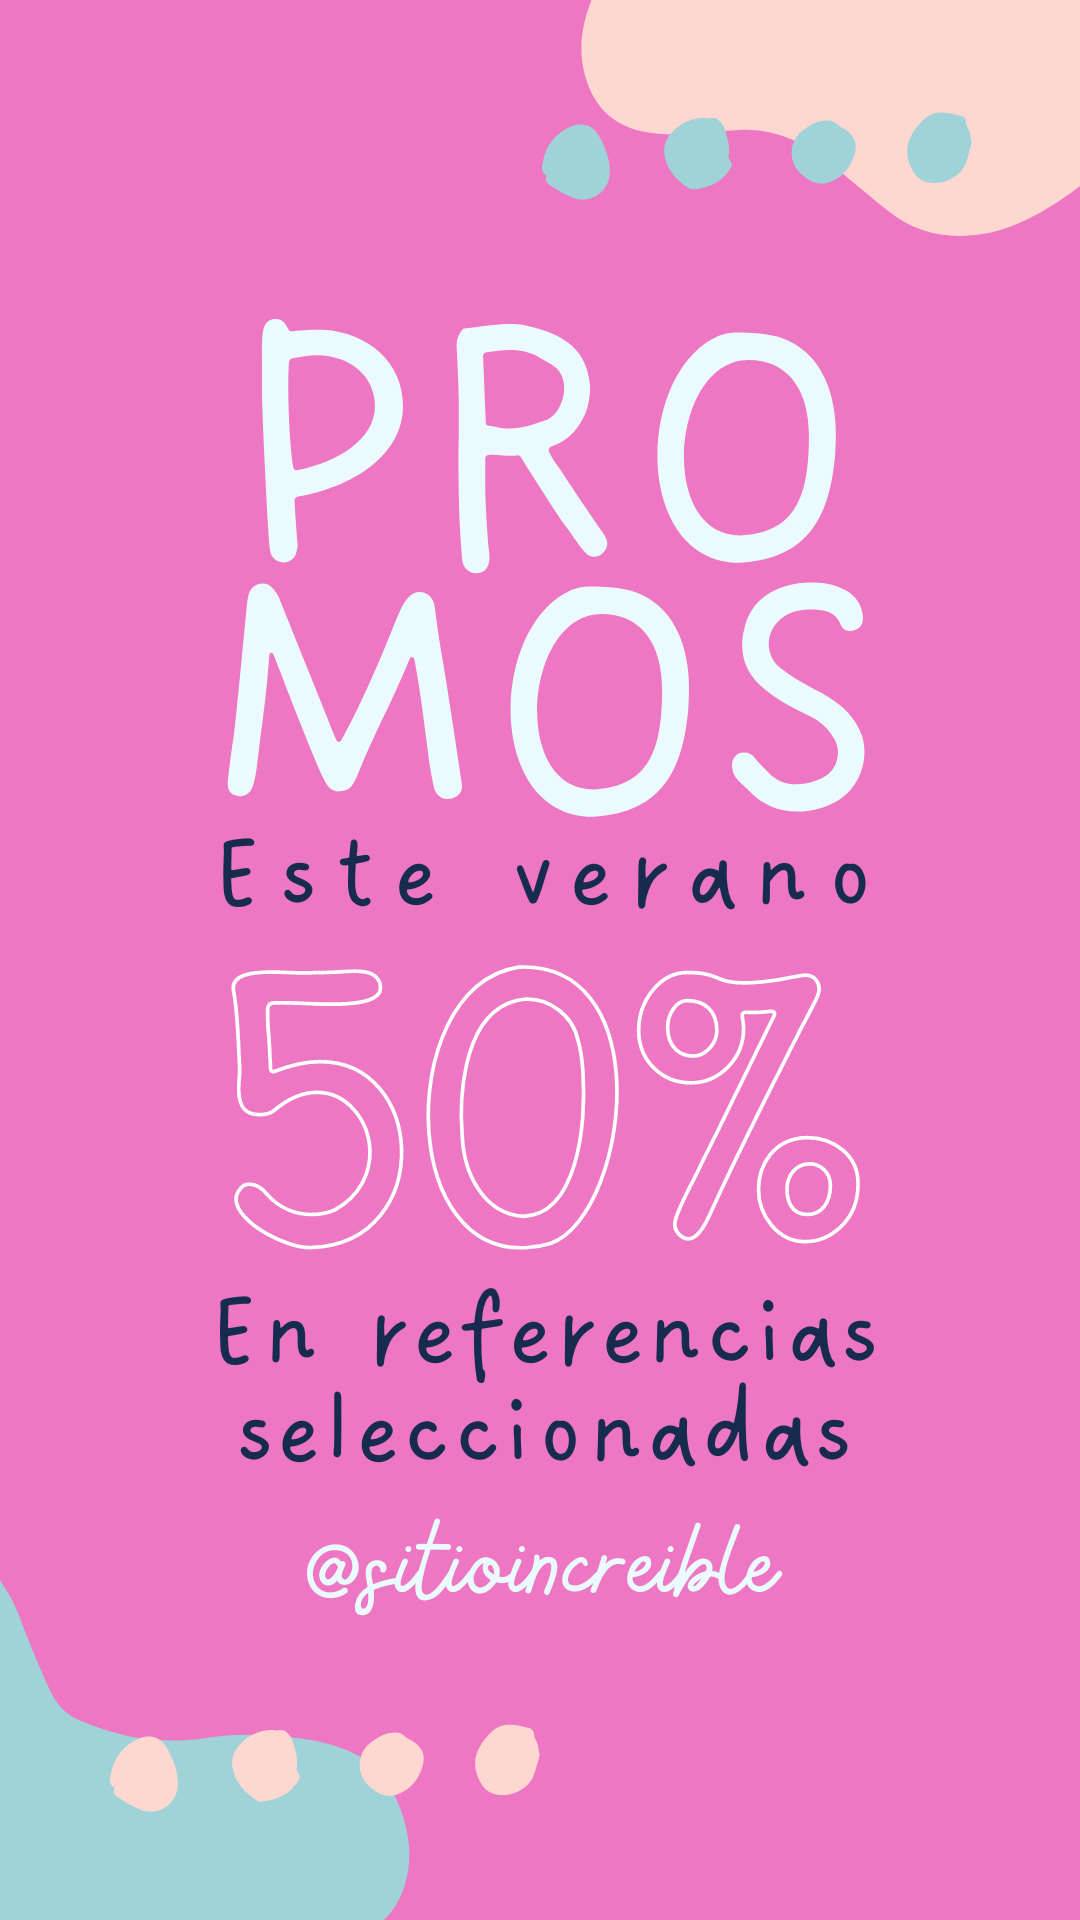 PRO
MOS
Este verano
50%
En referencias
seleccionadas
@sitioincreible